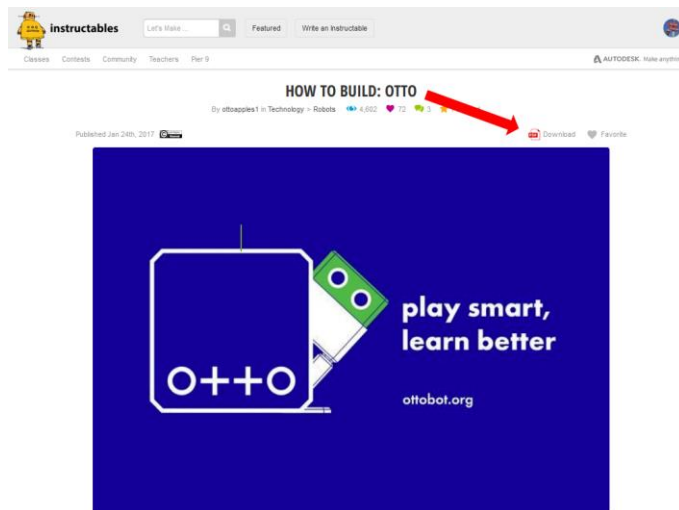 instructables
Let's Make ...
Featured
Write an Instructable
Classes Contests Community Teachers Pier 9
AUTODESK. Make anythin
HOW TO BUILD: OTTO
By ottoapples1 in Technology > Robots 4,602 72 3
Published Jan 24th, 2017
Download Favorite
play smart,
learn better
O++O
ottobot.org